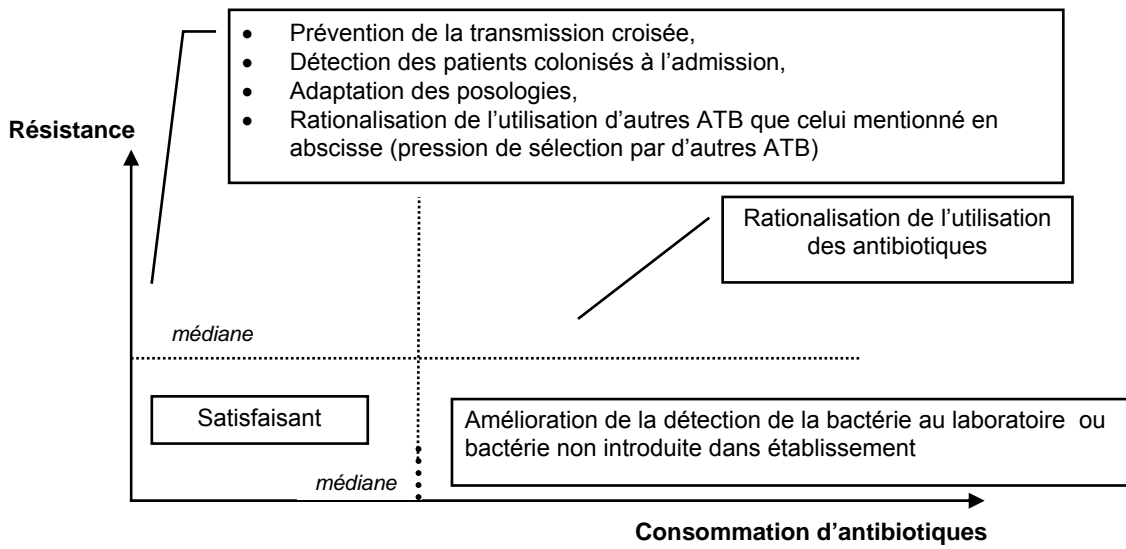 • Prévention de la transmission croisée,
• Détection des patients colonisés à l’admission,
• Adaptation des posologies,
• Rationalisation de l’utilisation d’autres ATB que celui mentionné en
abscisse (pression de sélection par d’autres ATB)
Résistance
Rationalisation de l’utilisation
des antibiotiques
médiane
Satisfaisant
Amélioration de la détection de la bactérie au laboratoire ou
bactérie non introduite dans établissement
médiane
Consommation d’antibiotiques